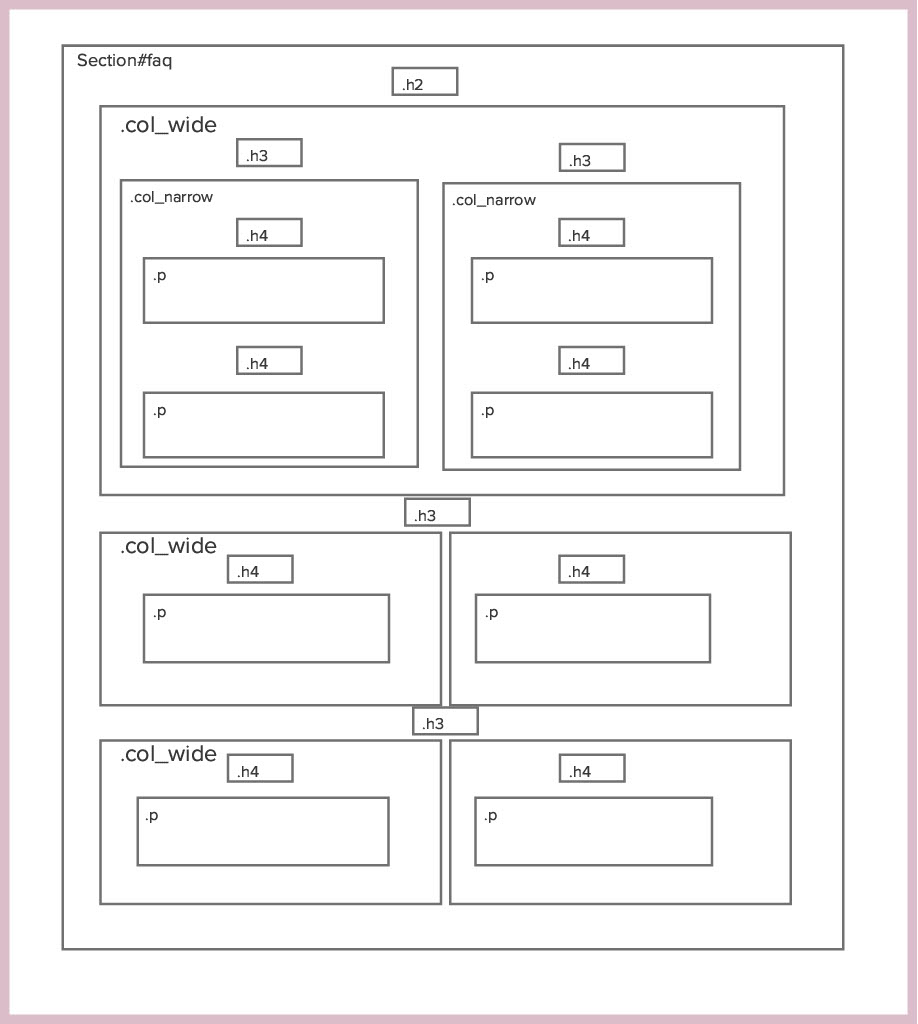 Section#faq
.h2
.col_wide
.h3
.h3
.col_narrow
.col_narrow
.h4
.h4
.p
.p
.h4
.h4
.p
.p
.h3
.col_wide
.h4
.h4
.p
.p
.h3
.col_wide
.h4
.h4
.p
.p